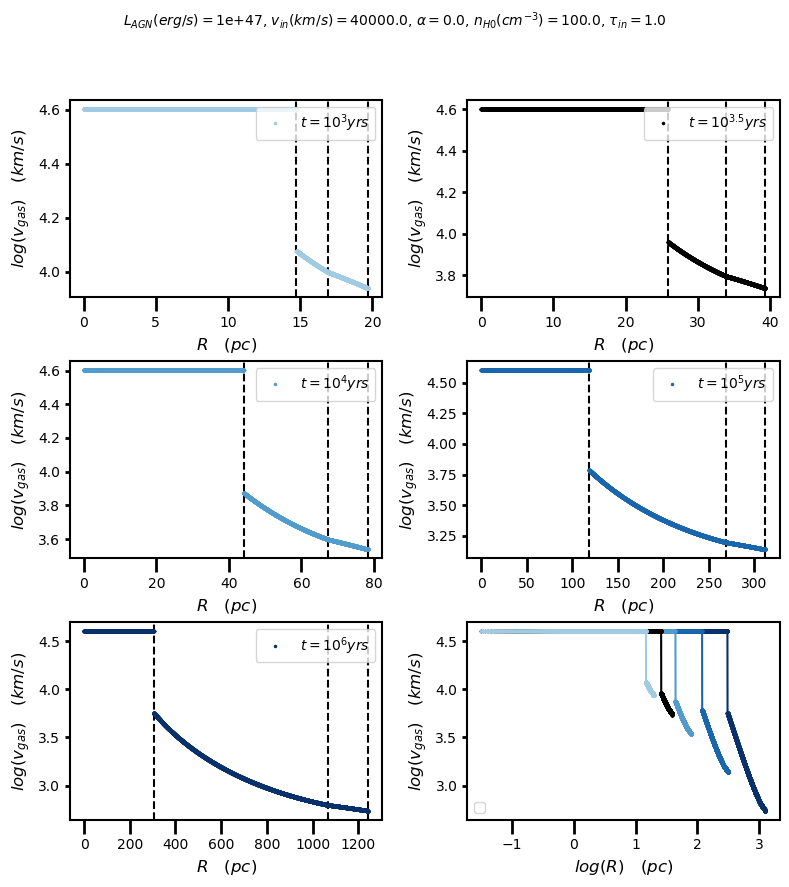 L_AGN(erg/s) = 1e+47, v_in(km/s) = 40000.0, α = 0.0, n_H0(cm^−3) = 100.0, τ_in = 1.0
4.6
4.4
4.2
4.0
log(v_gas) (km/s)
t = 10^3 yrs
0 5 10 15 20
R (pc)
4.6
4.4
4.2
4.0
3.8
log(v_gas) (km/s)
t = 10^3.5 yrs
0 10 20 30 40
R (pc)
4.6
4.4
4.2
4.0
3.8
3.6
log(v_gas) (km/s)
t = 10^4 yrs
0 20 40 60 80
R (pc)
4.50
4.25
4.00
3.75
3.50
3.25
log(v_gas) (km/s)
t = 10^5 yrs
0 50 100 150 200 250 300
R (pc)
4.5
4.0
3.5
3.0
log(v_gas) (km/s)
t = 10^6 yrs
0 200 400 600 800 1000 1200
R (pc)
4.5
4.0
3.5
3.0
log(v_gas) (km/s)
−1 0 1 2 3
log(R) (pc)